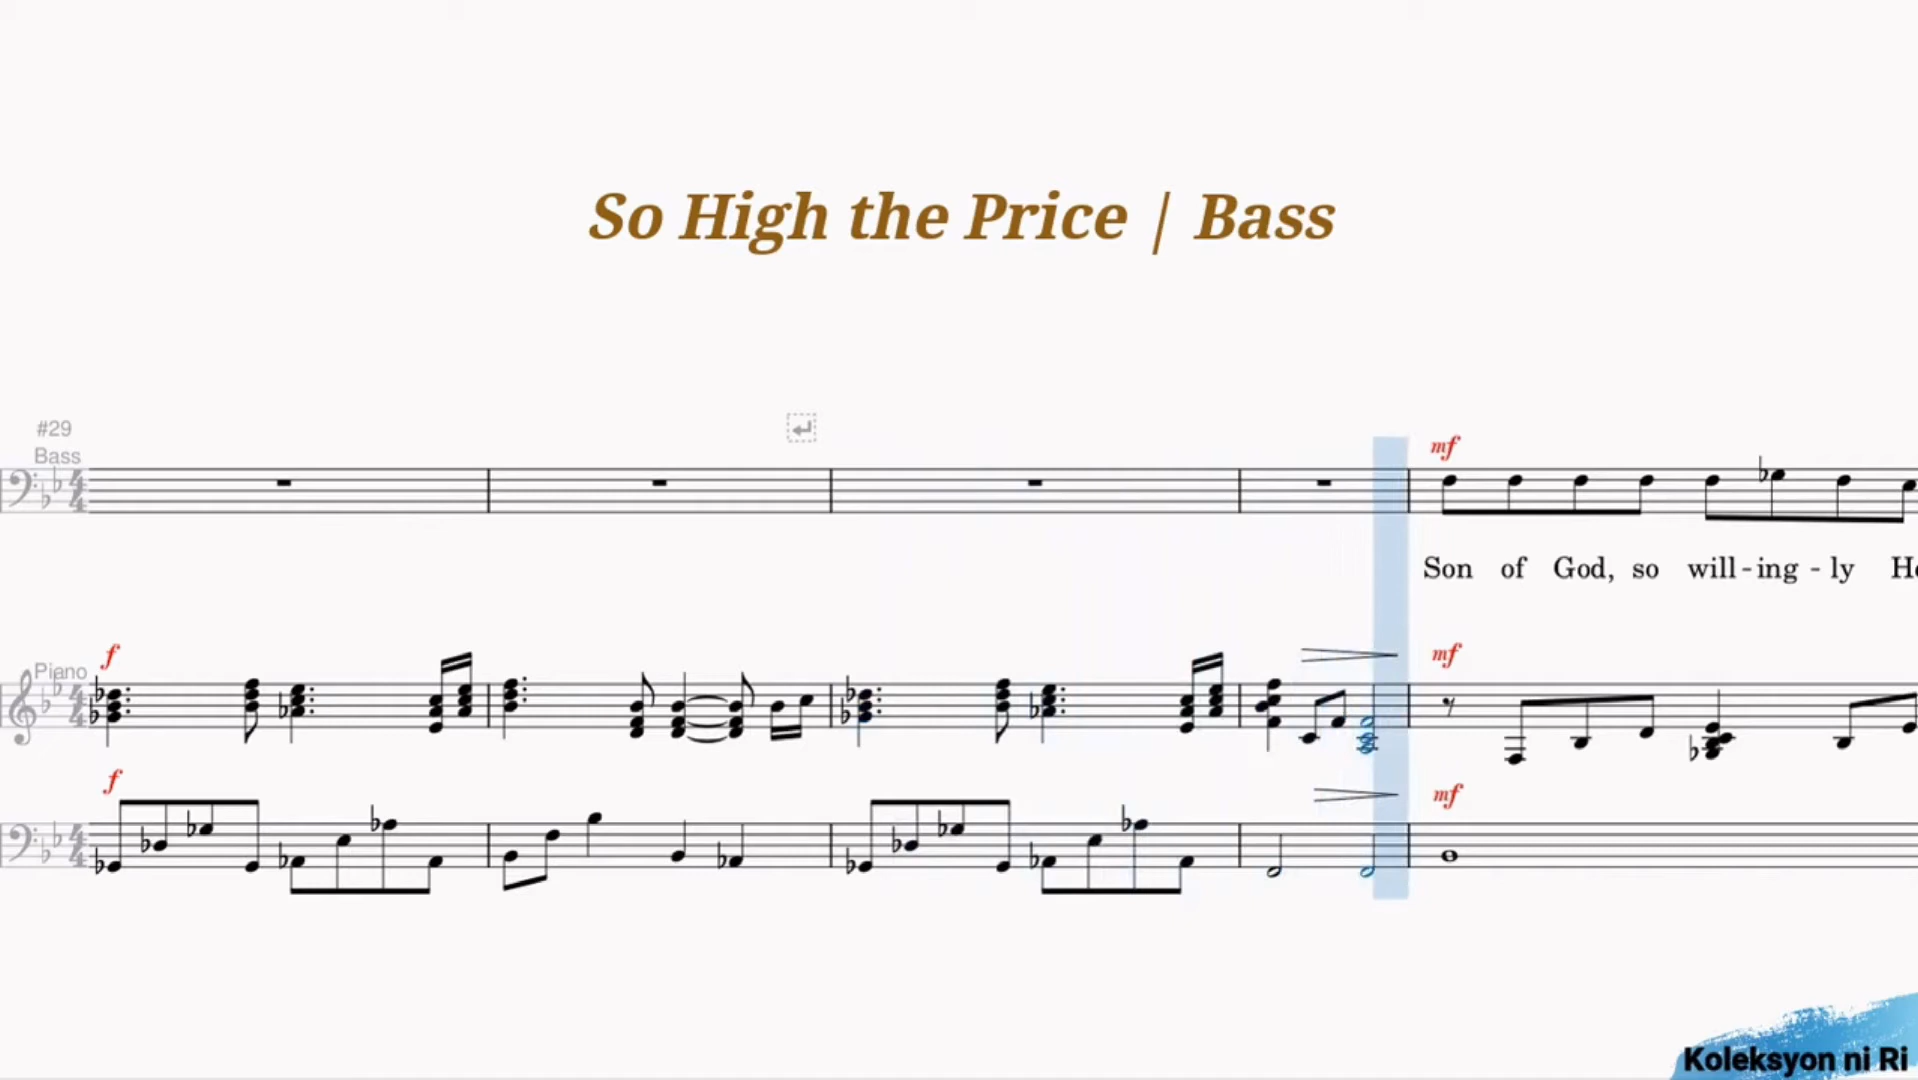 So High the Price | Bass
#29
Bass
mf
Son of God, so will-ing-ly
Piano
f
mf
f
mf
Koleksyon ni Ri